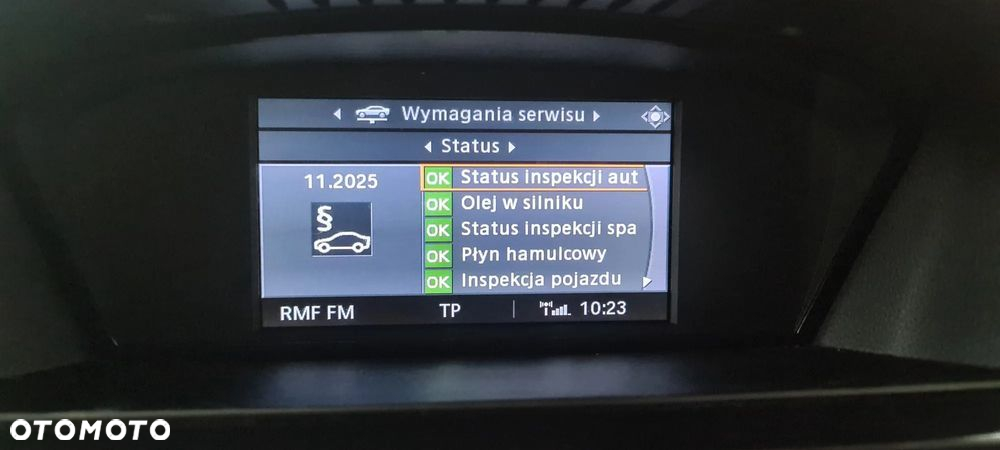 Wymagania serwisu
Status
11.2025
§
OK Status inspekcji aut
OK Olej w silniku
OK Status inspekcji spa
OK Płyn hamulcowy
OK Inspekcja pojazdu
RMF FM TP 10:23
OTOMOTO